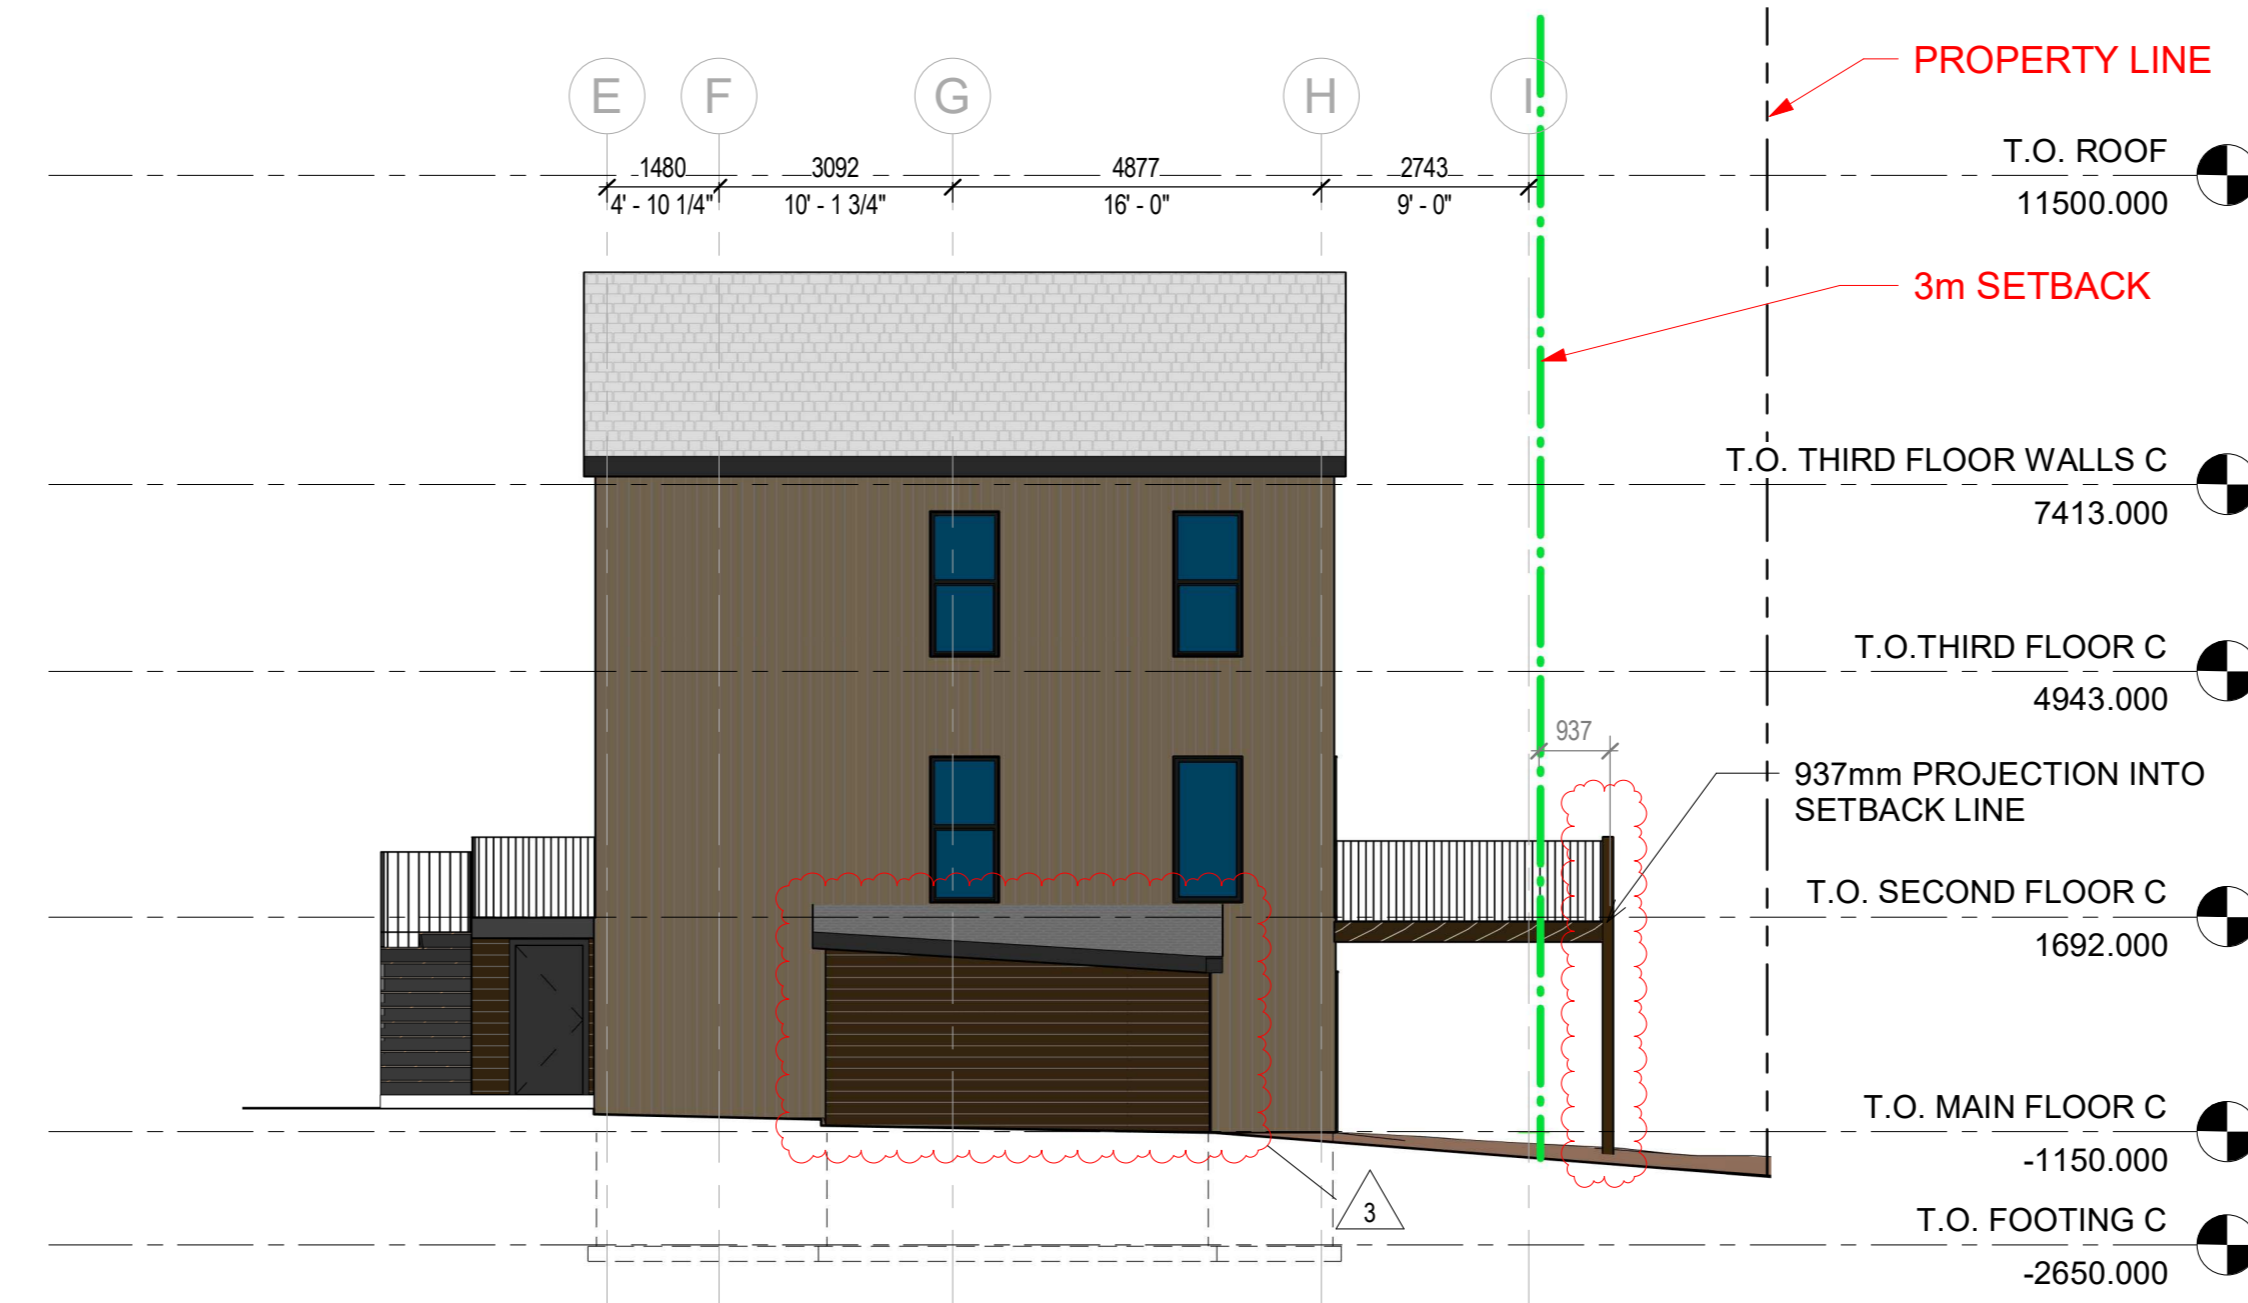 PROPERTY LINE
E F G H I
T.O. ROOF
11500.000
1480 3092 4877 2743
4' - 10 1/4" 10' - 1 3/4" 16' - 0" 9' - 0"
3m SETBACK
T.O. THIRD FLOOR WALLS C
7413.000
T.O.THIRD FLOOR C
4943.000
937
937mm PROJECTION INTO
SETBACK LINE
T.O. SECOND FLOOR C
1692.000
T.O. MAIN FLOOR C
-1150.000
3
T.O. FOOTING C
-2650.000